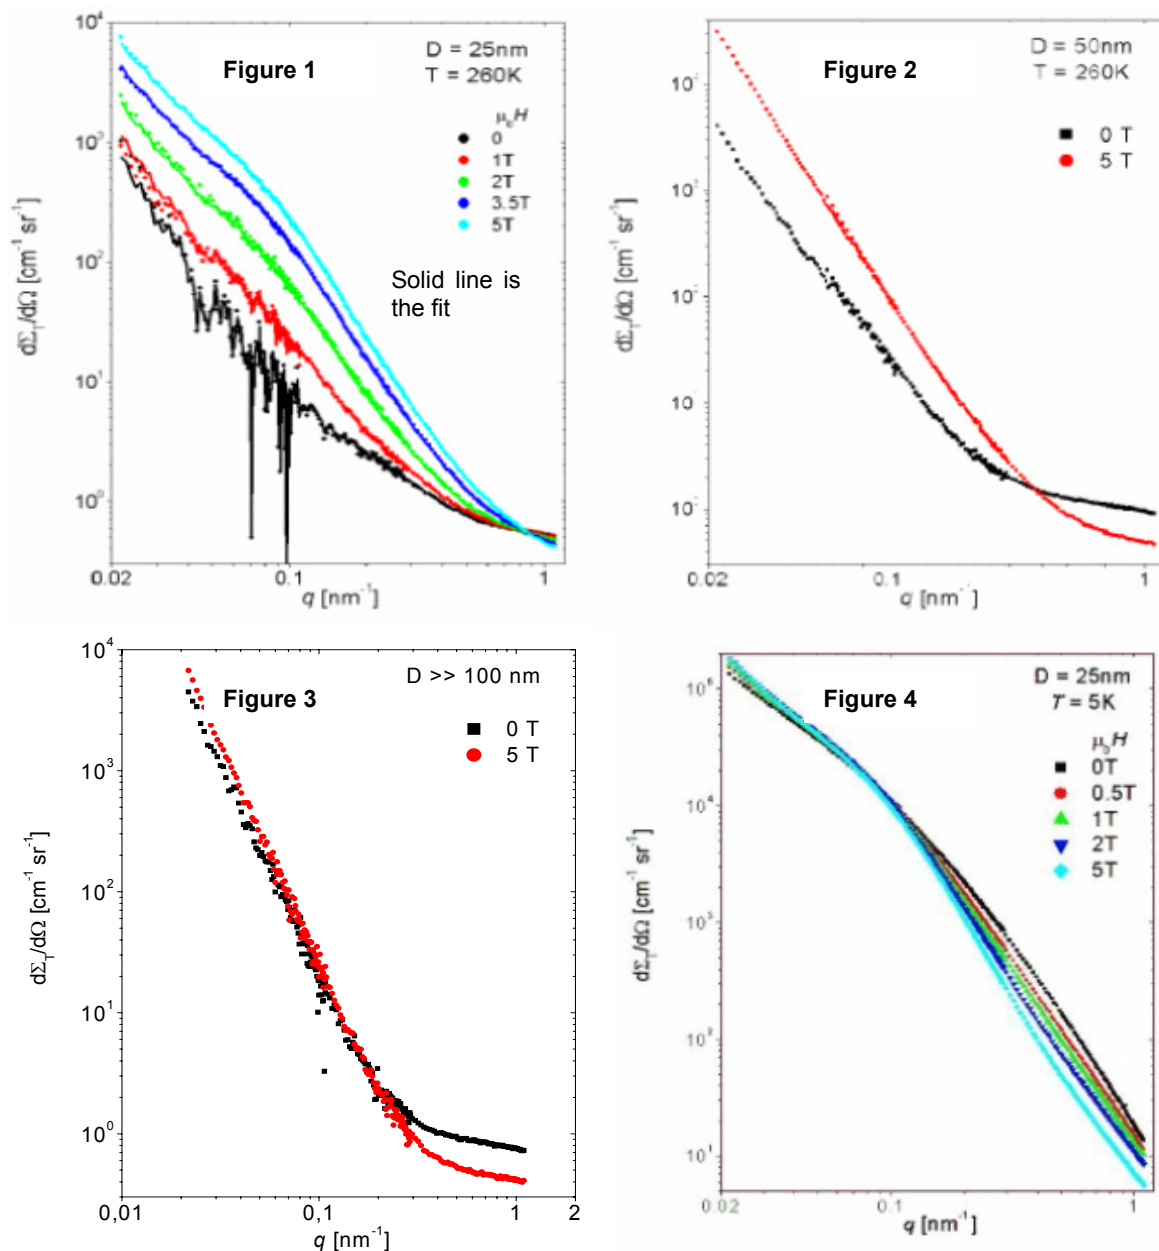 Figure 1
D = 25nm
T = 260K
μ₀H
0
1T
2T
3.5T
5T
Solid line is
the fit
10⁴
10³
10²
10¹
10⁰
dΣ_T/dΩ [cm⁻¹ sr⁻¹]
0.02
0.1
1
q [nm⁻¹]
Figure 2
D = 50nm
T = 260K
0 T
5 T
dΣ_T/dΩ [cm⁻¹ sr⁻¹]
0.02
0.1
1
q [nm⁻¹]
Figure 3
D >> 100 nm
0 T
5 T
10⁴
10³
10²
10¹
10⁰
dΣ_T/dΩ [cm⁻¹ sr⁻¹]
0,01
0,1
1
2
q [nm⁻¹]
Figure 4
D = 25nm
T = 5K
μ₀H
0T
0.5T
1T
2T
5T
10⁴
10³
10²
10¹
dΣ_T/dΩ [cm⁻¹ sr⁻¹]
0.02
0.1
1
q [nm⁻¹]